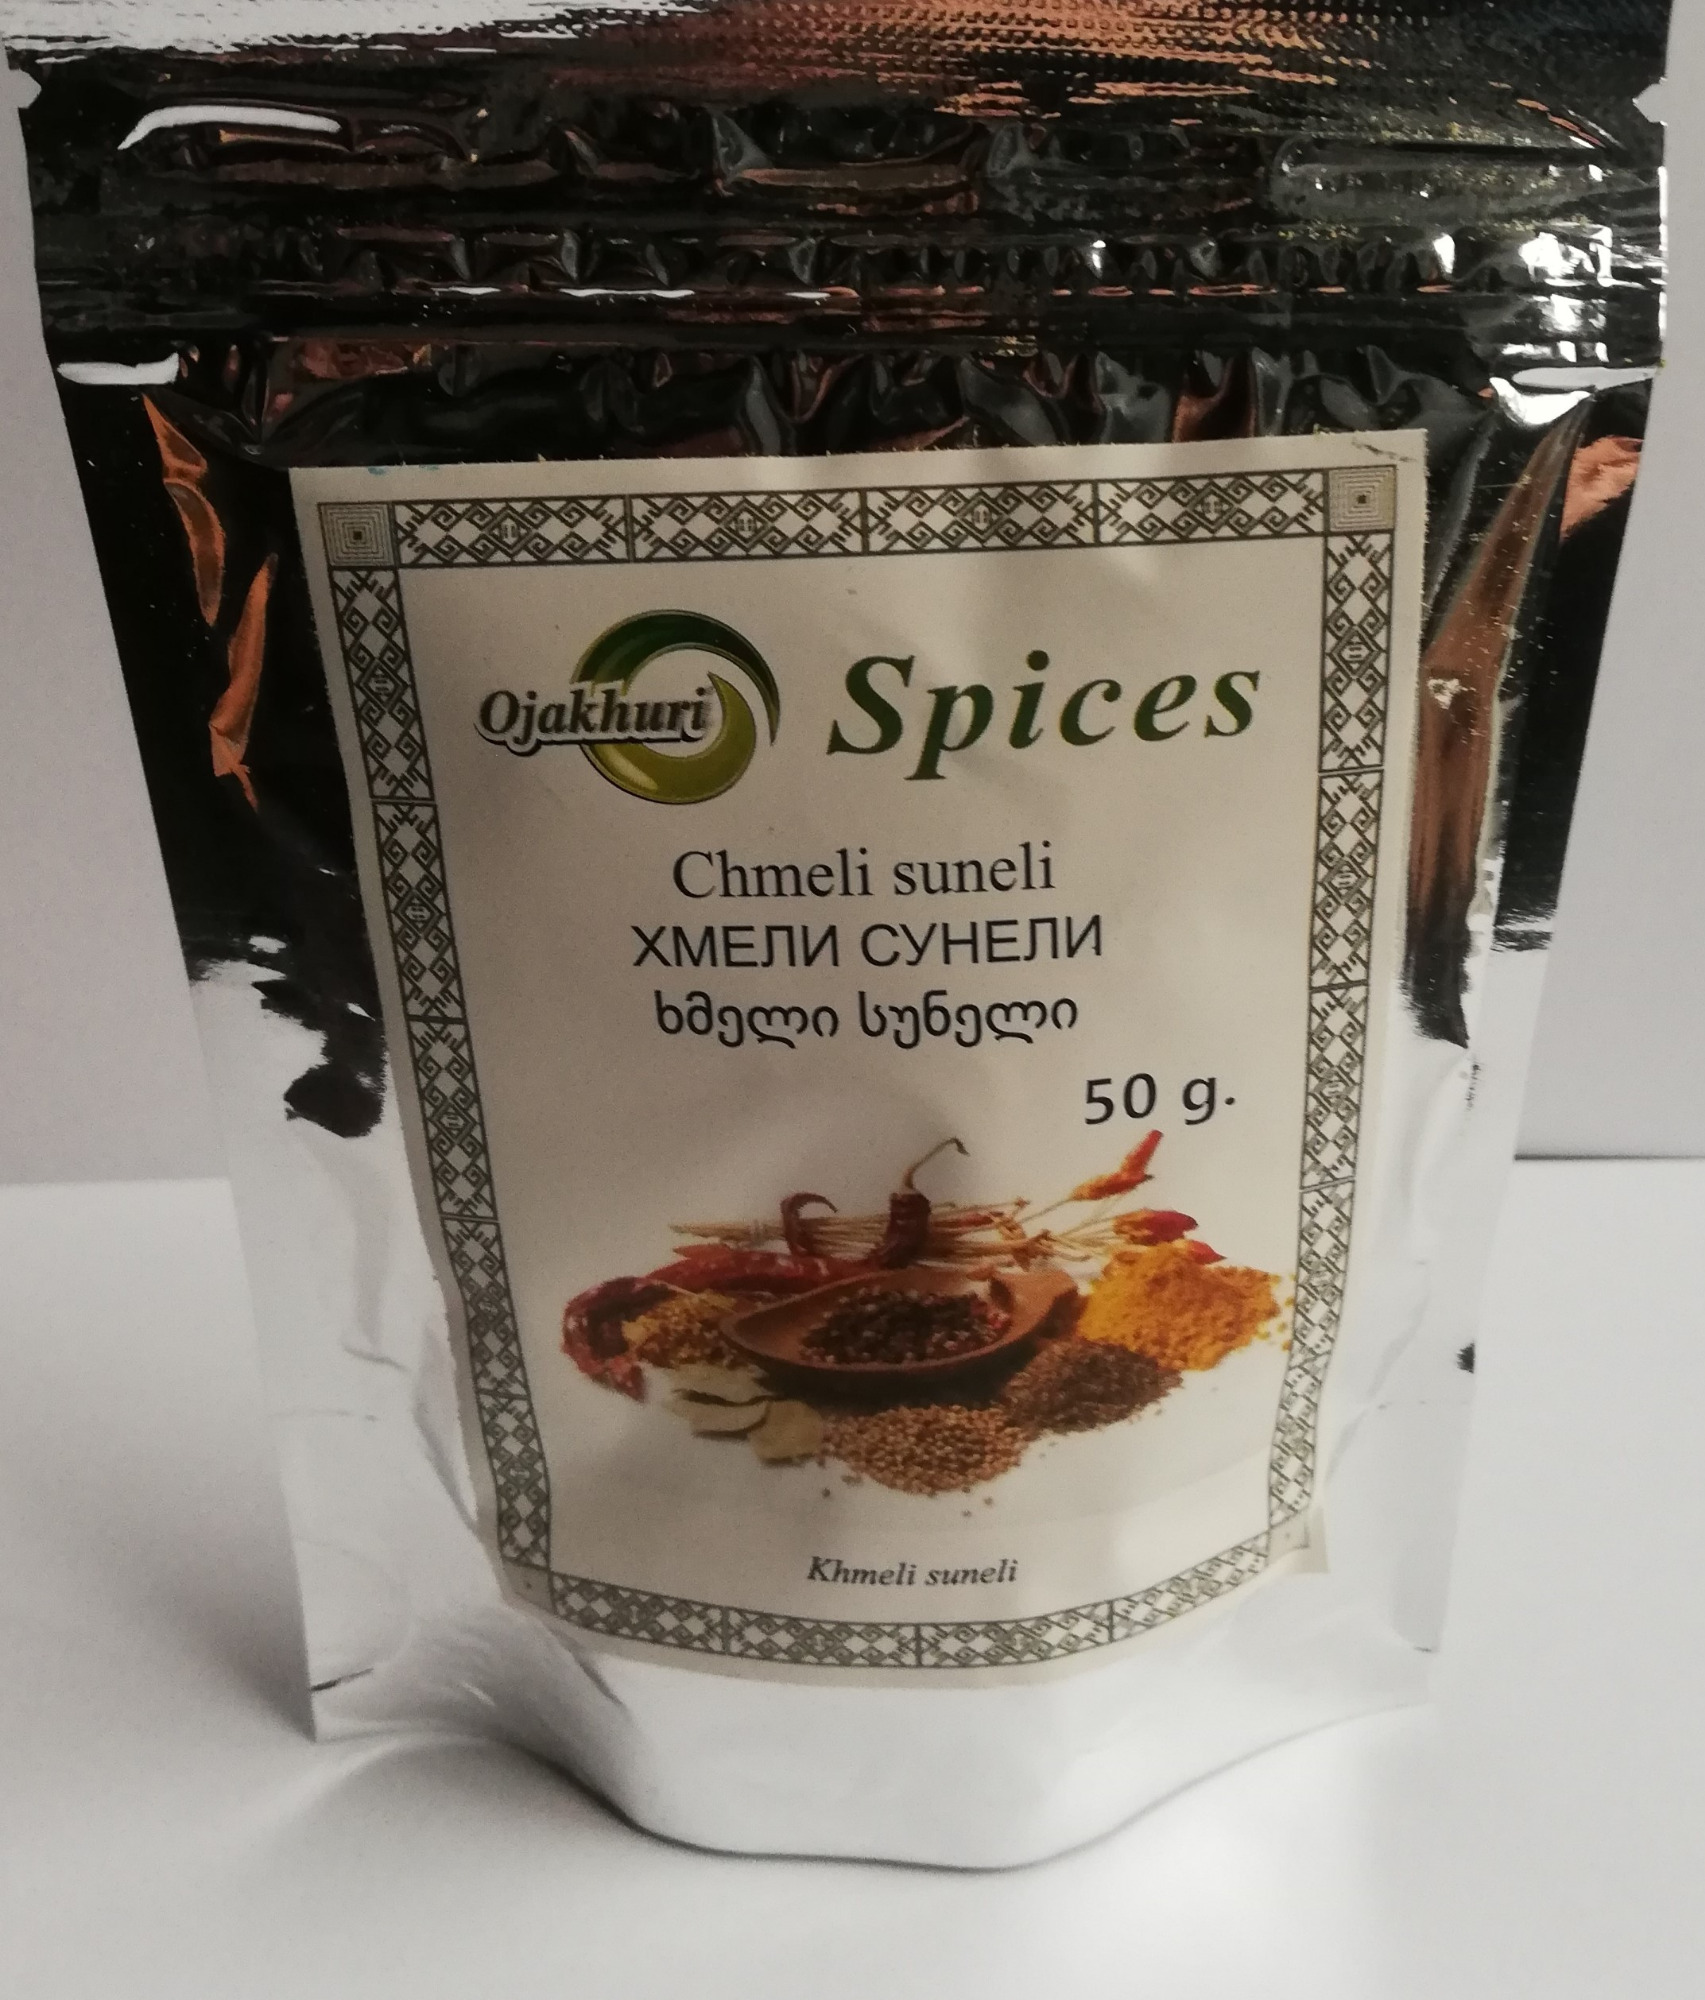 Ojakhuri Spices
Chmeli suneli
ХМЕЛИ СУНЕЛИ
ხმელი სუნელი
50 g.
Khmeli suneli